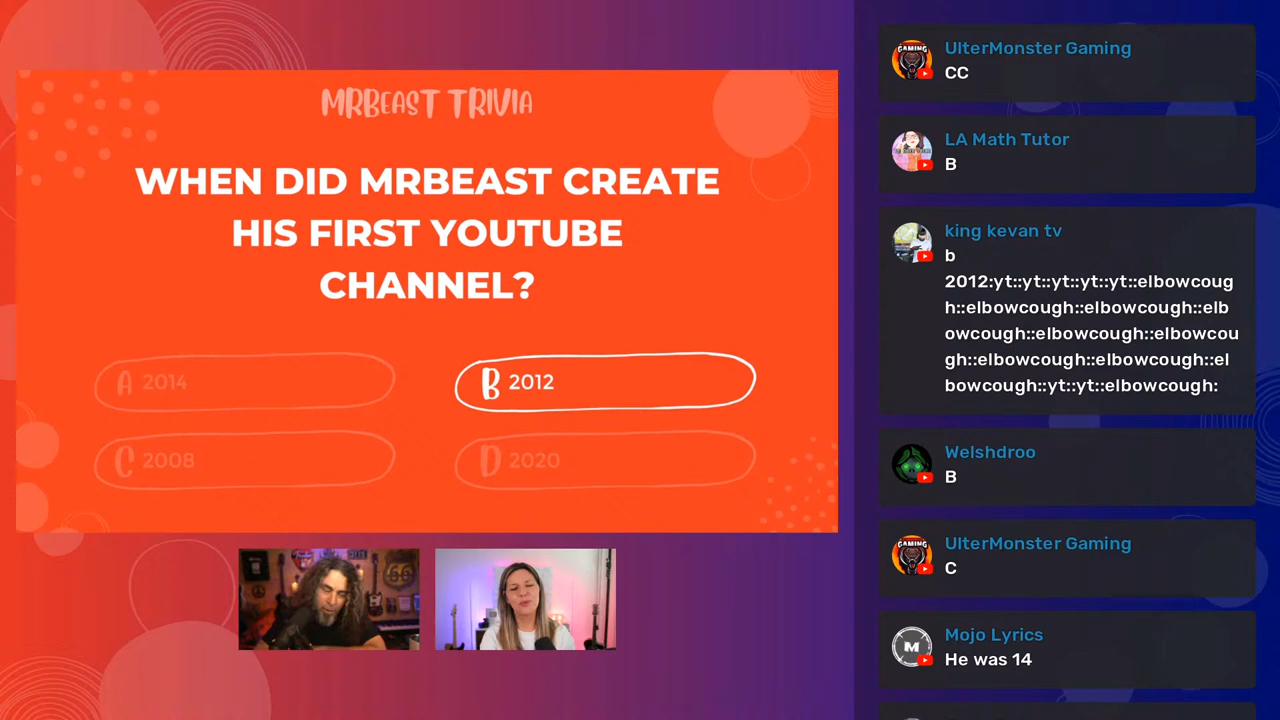 MRBEAST TRIVIA
WHEN DID MRBEAST CREATE
HIS FIRST YOUTUBE
CHANNEL?
A 2014
B 2012
C 2008
D 2020
UlterMonster Gaming
CC
LA Math Tutor
B
king kevan tv
b
2012:yt::yt::yt::yt::yt::elbowcoug
h::elbowcough::elbowcough::elb
owcough::elbowcough::elbowcou
gh::elbowcough::elbowcough::el
bowcough::yt::yt::elbowcough:
Welshdroo
B
UlterMonster Gaming
C
Mojo Lyrics
He was 14